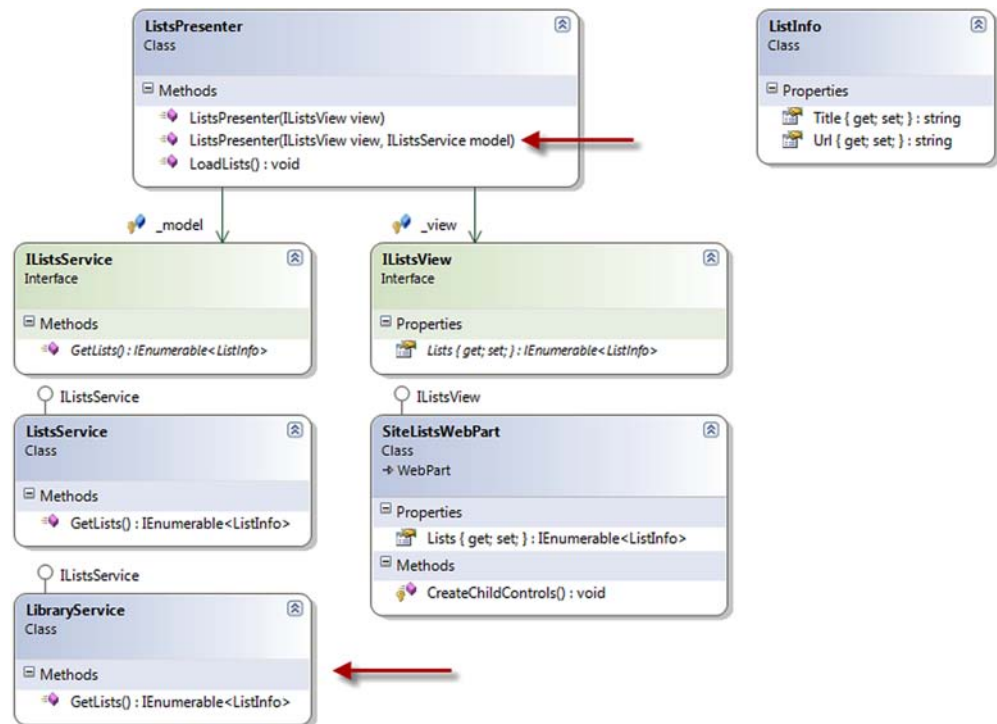 ListsPresenter
Class
Methods
ListsPresenter(IListsView view)
ListsPresenter(IListsView view, IListsService model)
LoadLists() : void
ListInfo
Class
Properties
Title { get; set; } : string
Url { get; set; } : string
_model
_view
IListsService
Interface
Methods
GetLists() : IEnumerable<ListInfo>
IListsView
Interface
Properties
Lists { get; set; } : IEnumerable<ListInfo>
IListsService
ListsService
Class
Methods
GetLists() : IEnumerable<ListInfo>
IListsView
SiteListsWebPart
Class
WebPart
Properties
Lists { get; set; } : IEnumerable<ListInfo>
Methods
CreateChildControls() : void
IListsService
LibraryService
Class
Methods
GetLists() : IEnumerable<ListInfo>